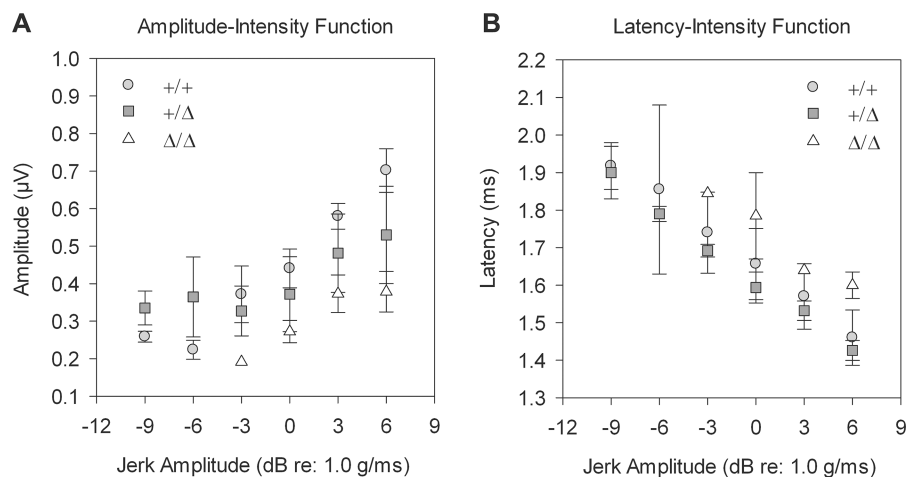 A Amplitude-Intensity Function
Amplitude (µV)
1.0
0.9
0.8
0.7
0.6
0.5
0.4
0.3
0.2
0.1
+/+
+/Δ
Δ/Δ
-12 -9 -6 -3 0 3 6 9
Jerk Amplitude (dB re: 1.0 g/ms)
B Latency-Intensity Function
Latency (ms)
2.2
2.1
2.0
1.9
1.8
1.7
1.6
1.5
1.4
1.3
+/+
+/Δ
Δ/Δ
-12 -9 -6 -3 0 3 6 9
Jerk Amplitude (dB re: 1.0 g/ms)